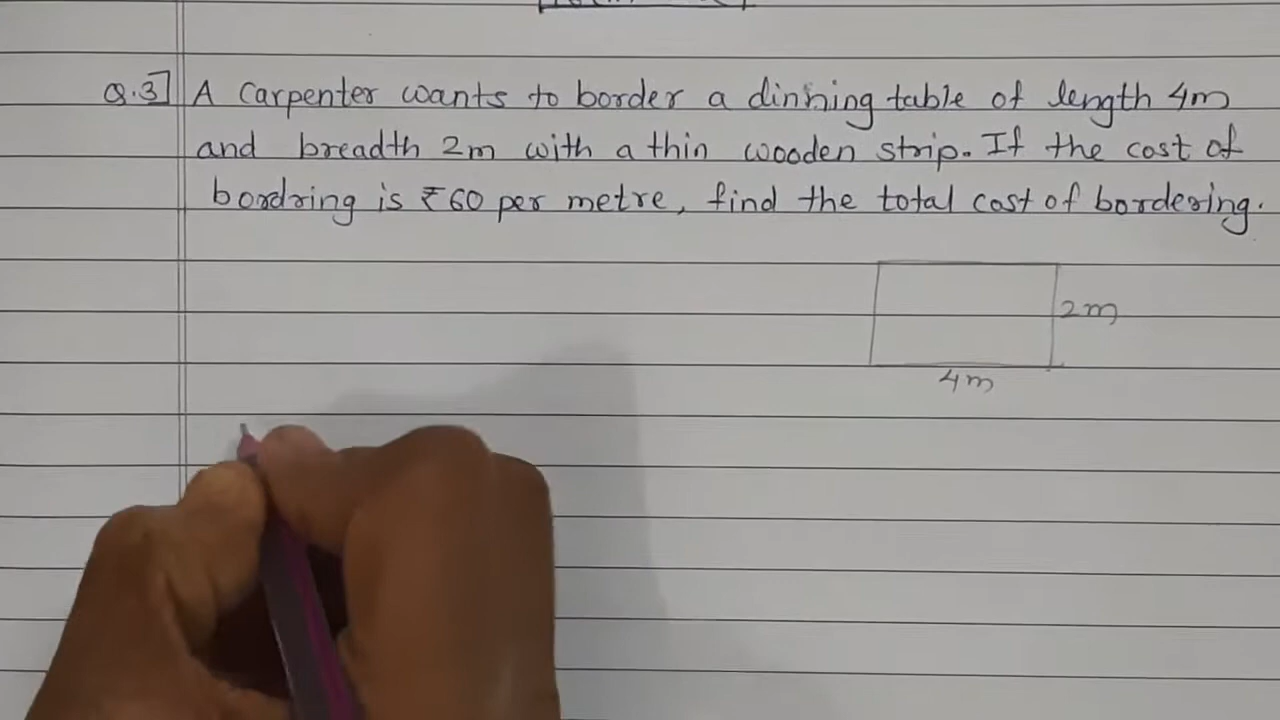 Q.3] A Carpenter wants to border a dinning table of length 4m
and breadth 2m with a thin wooden strip. If the cost of
bordring is ₹60 per metre, find the total cost of bordering.
2m
4m